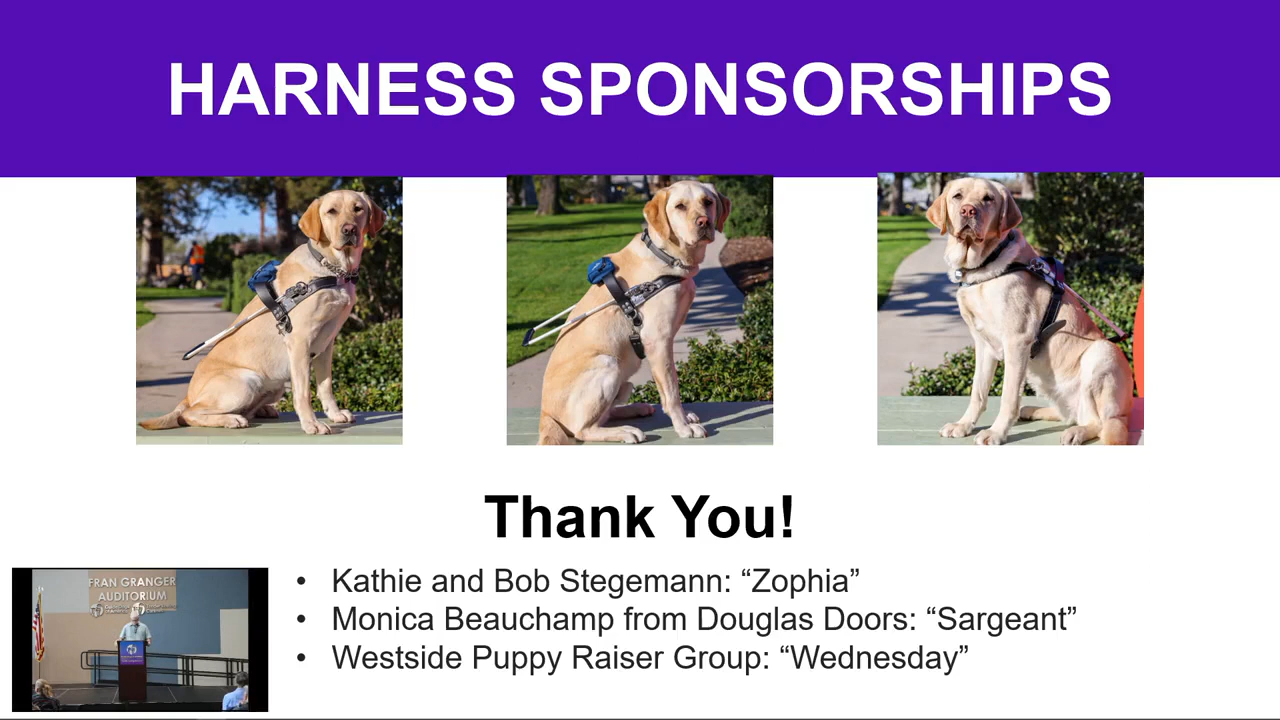 HARNESS SPONSORSHIPS
Thank You!
• Kathie and Bob Stegemann: “Zophia”
• Monica Beauchamp from Douglas Doors: “Sargeant”
• Westside Puppy Raiser Group: “Wednesday”
FRAN GRANGER
AUDITORIUM